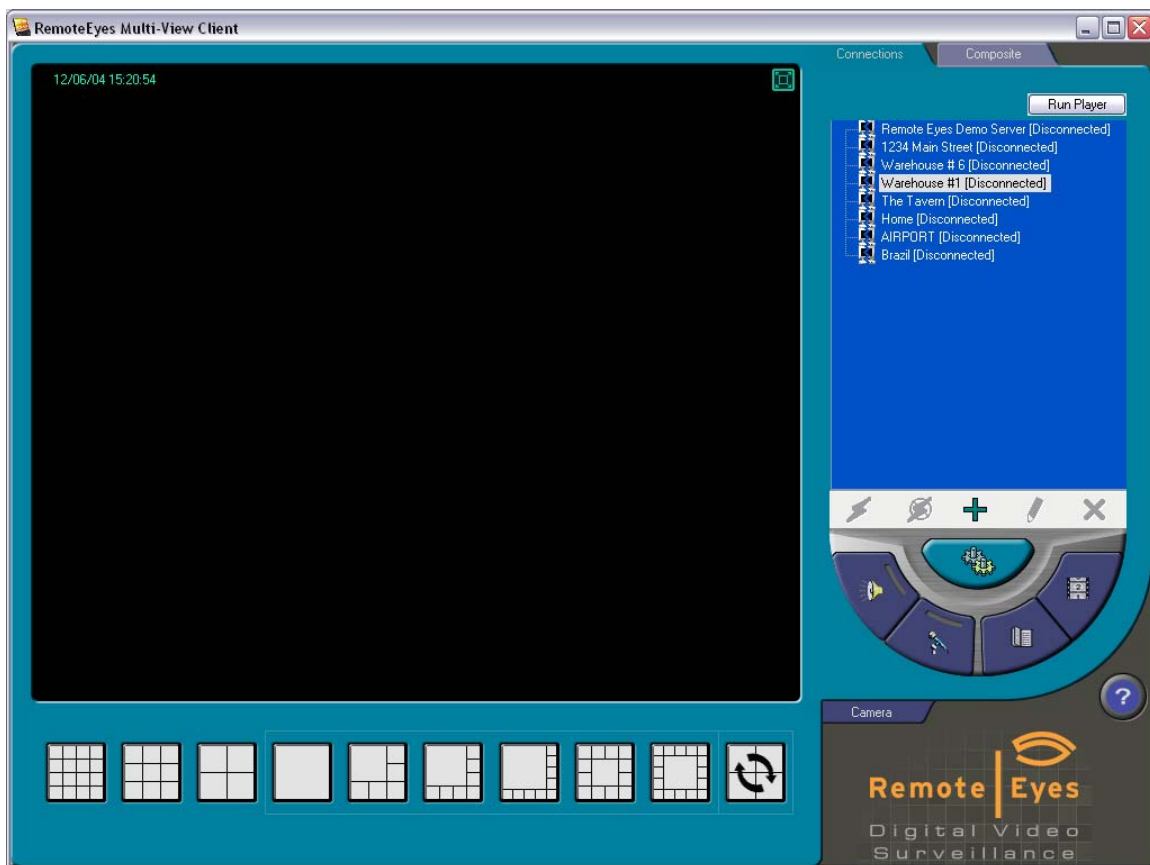 RemoteEyes Multi-View Client
Connections
Composite
12/06/04 15:20:54
Run Player
Remote Eyes Demo Server [Disconnected]
1234 Main Street [Disconnected]
Warehouse # 6 [Disconnected]
Warehouse #1 [Disconnected]
The Tavern [Disconnected]
Home [Disconnected]
AIRPORT [Disconnected]
Brazil [Disconnected]
2
?
Camera
Remote Eyes
Digital Video
Surveillance